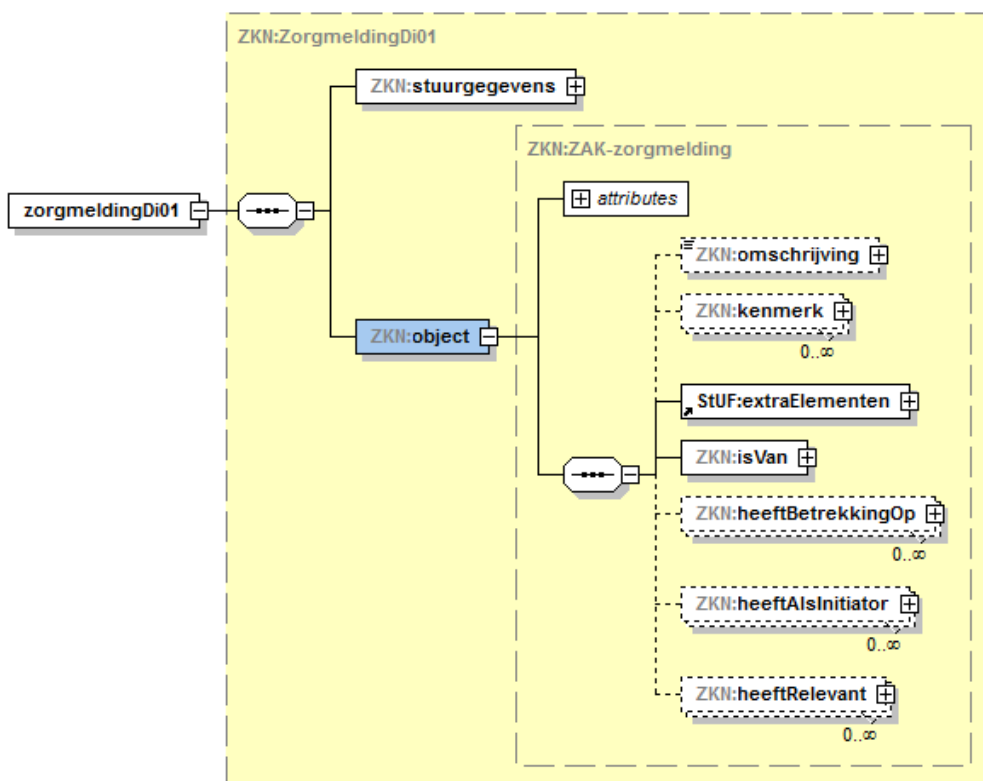 ZKN:ZorgmeldingDi01
ZKN:stuurgegevens
ZKN:ZAK-zorgmelding
attributes
zorgmeldingDi01
ZKN:omschrijving
ZKN:kenmerk
0..∞
ZKN:object
StUF:extraElementen
ZKN:isVan
ZKN:heeftBetrekkingOp
0..∞
ZKN:heeftAlsInitiator
0..∞
ZKN:heeftRelevant
0..∞